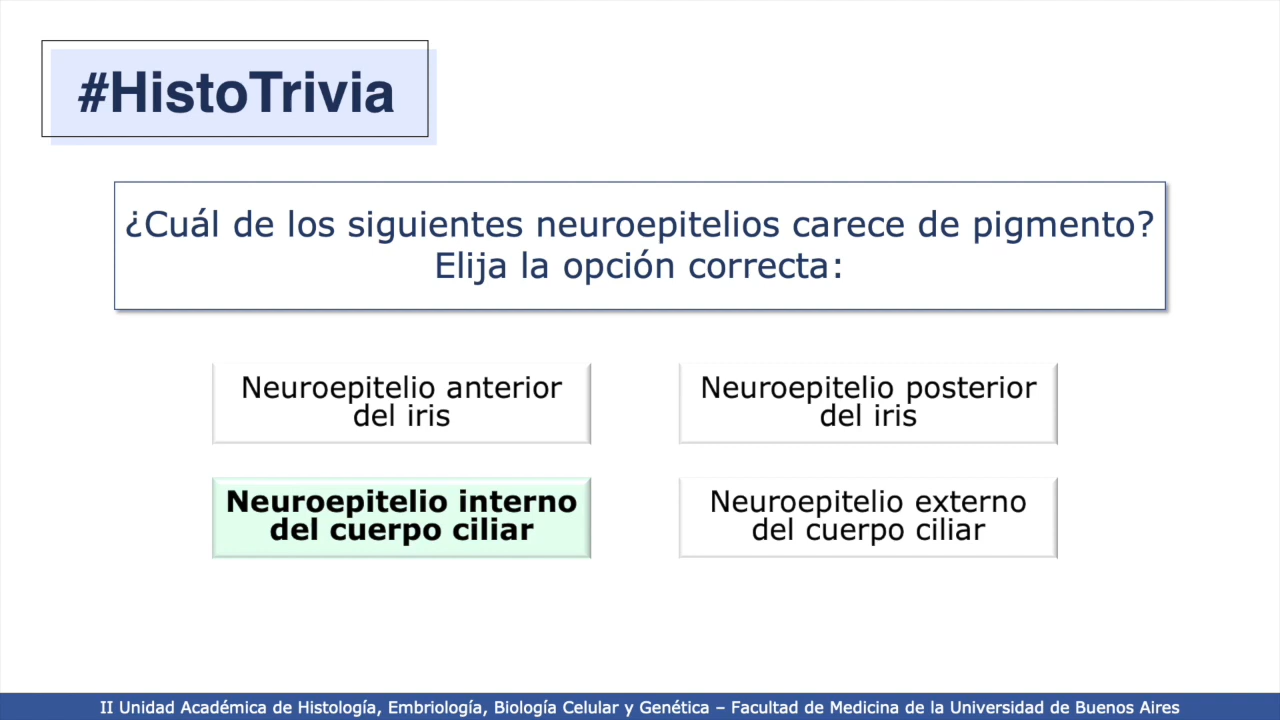 #HistoTrivia
¿Cuál de los siguientes neuroepitelios carece de pigmento?
Elija la opción correcta:
Neuroepitelio anterior
del iris
Neuroepitelio posterior
del iris
Neuroepitelio interno
del cuerpo ciliar
Neuroepitelio externo
del cuerpo ciliar
II Unidad Académica de Histología, Embriología, Biología Celular y Genética – Facultad de Medicina de la Universidad de Buenos Aires